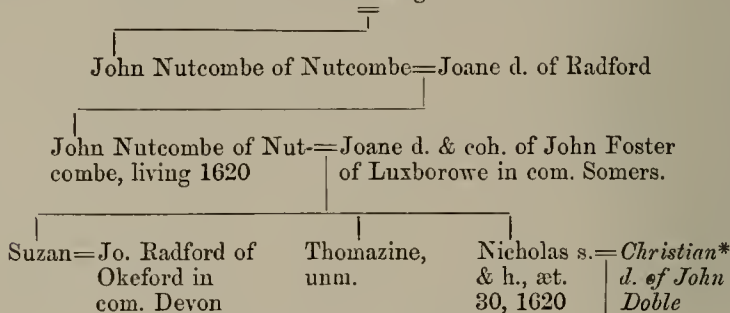 John Nutcombe of Nutcombe=Joane d. of Radford
John Nutcombe of Nut-=Joane d. & coh. of John Foster
combe, living 1620 of Luxborowe in com. Somers.
Suzan=Jo. Radford of Thomazine, Nicholas s.=Christian*
Okeford in unm. & h., æt. d. of John
com. Devon 30, 1620 Doble